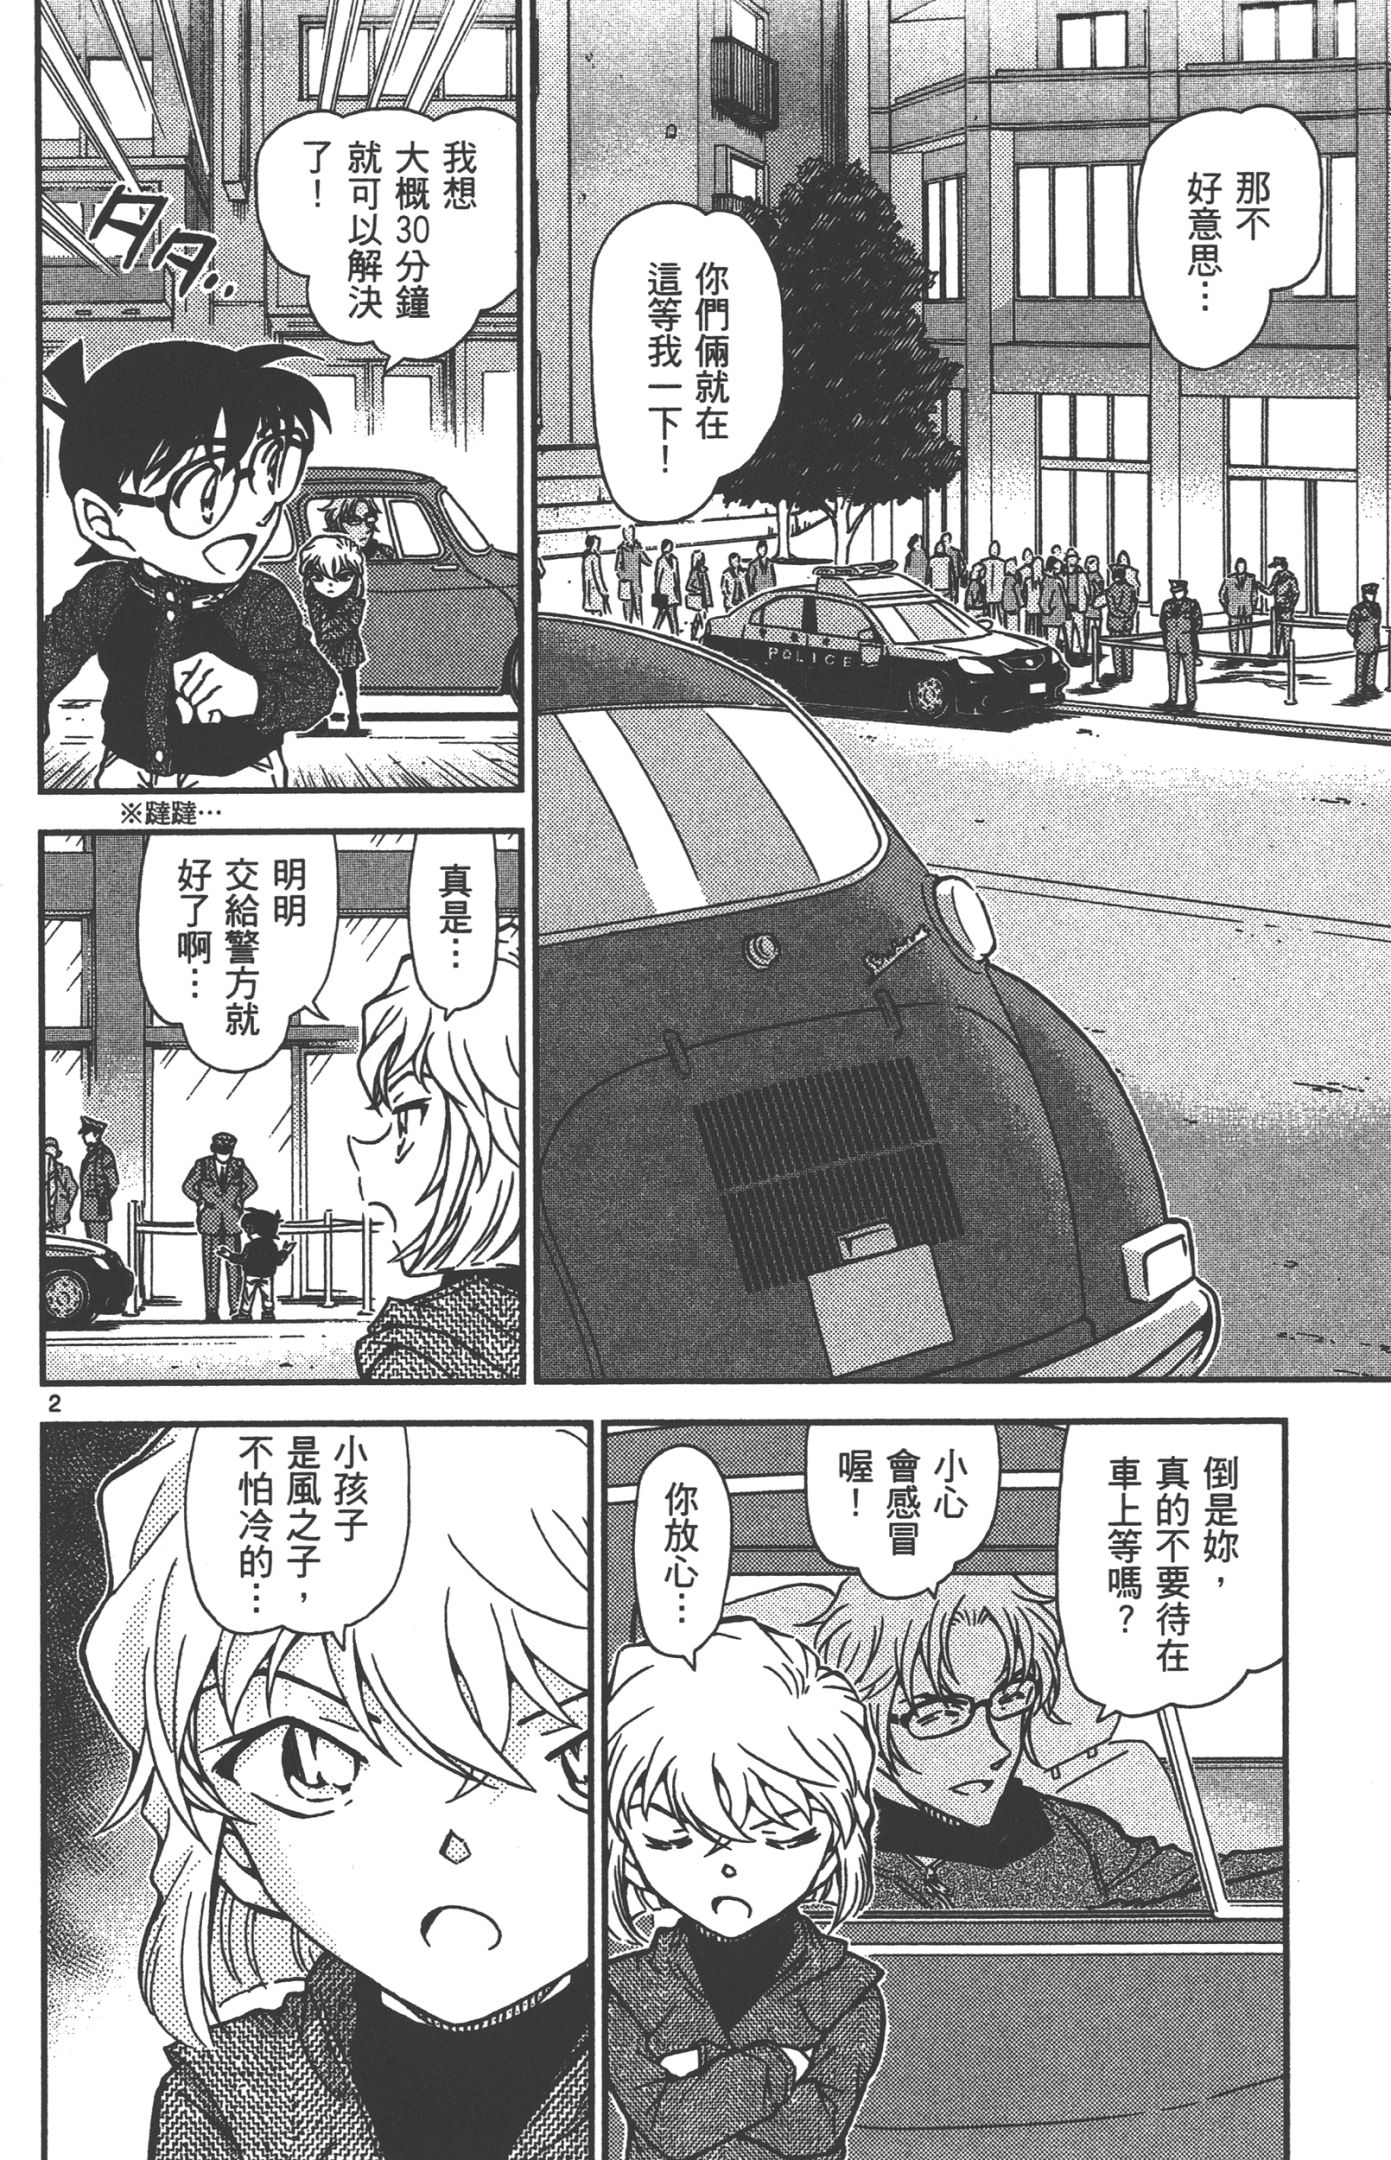 那不
好意思…
你們倆就在
這等我一下！
POLICE
我想
大概30分鐘
就可以解決
了！
タタ…
※躂躂…
真是…
明明
交給警方就
好了啊…
2
倒是妳，
真的不要待在
車上等嗎？
小心
會感冒
喔！
你放心…
小孩子
是風之子，
不怕冷的…